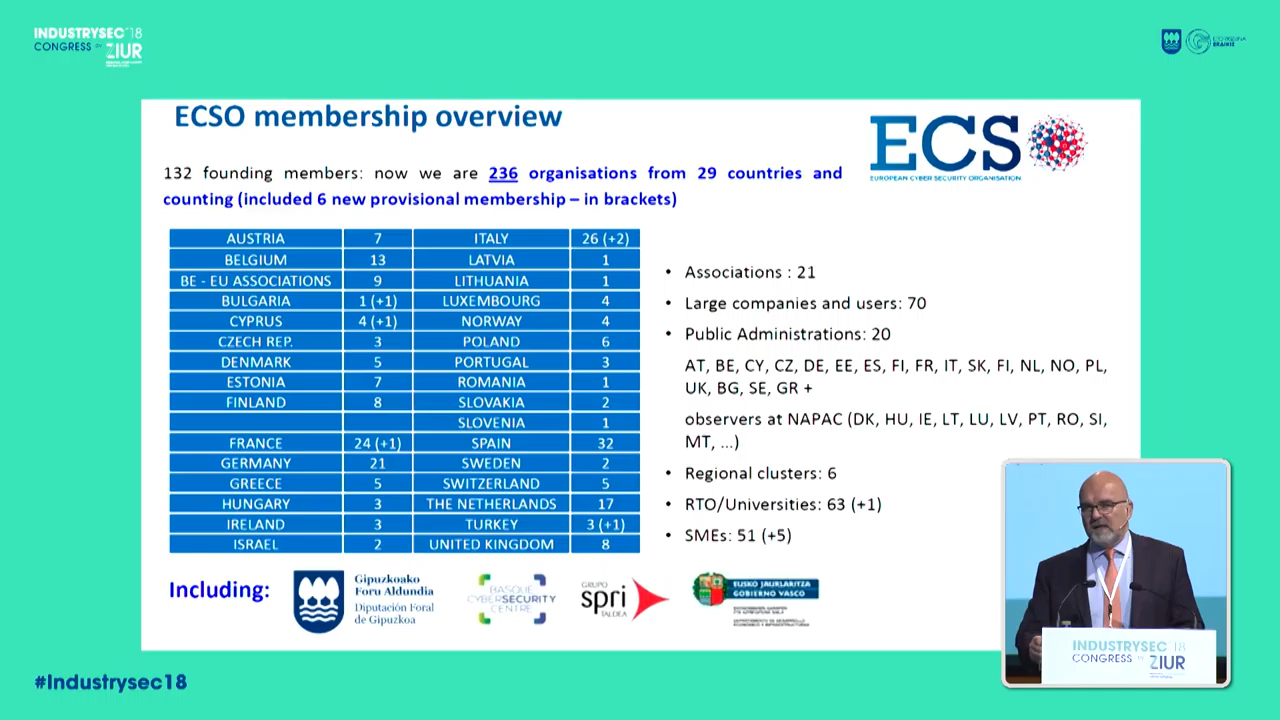 INDUSTRYSEC´18
CONGRESS BY ZIUR
ECSO membership overview
ECS
EUROPEAN CYBER SECURITY ORGANISATION
132 founding members: now we are 236 organisations from 29 countries and
counting (included 6 new provisional membership – in brackets)
AUSTRIA 7 ITALY 26 (+2)
BELGIUM 13 LATVIA 1
BE - EU ASSOCIATIONS 9 LITHUANIA 1
BULGARIA 1 (+1) LUXEMBOURG 4
CYPRUS 4 (+1) NORWAY 4
CZECH REP. 3 POLAND 6
DENMARK 5 PORTUGAL 3
ESTONIA 7 ROMANIA 1
FINLAND 8 SLOVAKIA 2
SLOVENIA 1
FRANCE 24 (+1) SPAIN 32
GERMANY 21 SWEDEN 2
GREECE 5 SWITZERLAND 5
HUNGARY 3 THE NETHERLANDS 17
IRELAND 3 TURKEY 3 (+1)
ISRAEL 2 UNITED KINGDOM 8
• Associations : 21
• Large companies and users: 70
• Public Administrations: 20
AT, BE, CY, CZ, DE, EE, ES, FI, FR, IT, SK, FI, NL, NO, PL,
UK, BG, SE, GR +
observers at NAPAC (DK, HU, IE, LT, LU, LV, PT, RO, SI,
MT, ...)
• Regional clusters: 6
• RTO/Universities: 63 (+1)
• SMEs: 51 (+5)
Including:
Gipuzkoako
Foru Aldundia
Diputación Foral
de Gipuzkoa
BASQUE
CYBERSECURITY
CENTRE
GRUPO
spri
TALDEA
EUSKO JAURLARITZA
GOBIERNO VASCO
INDUSTRYSEC´18
CONGRESS BY ZIUR
#Industrysec18